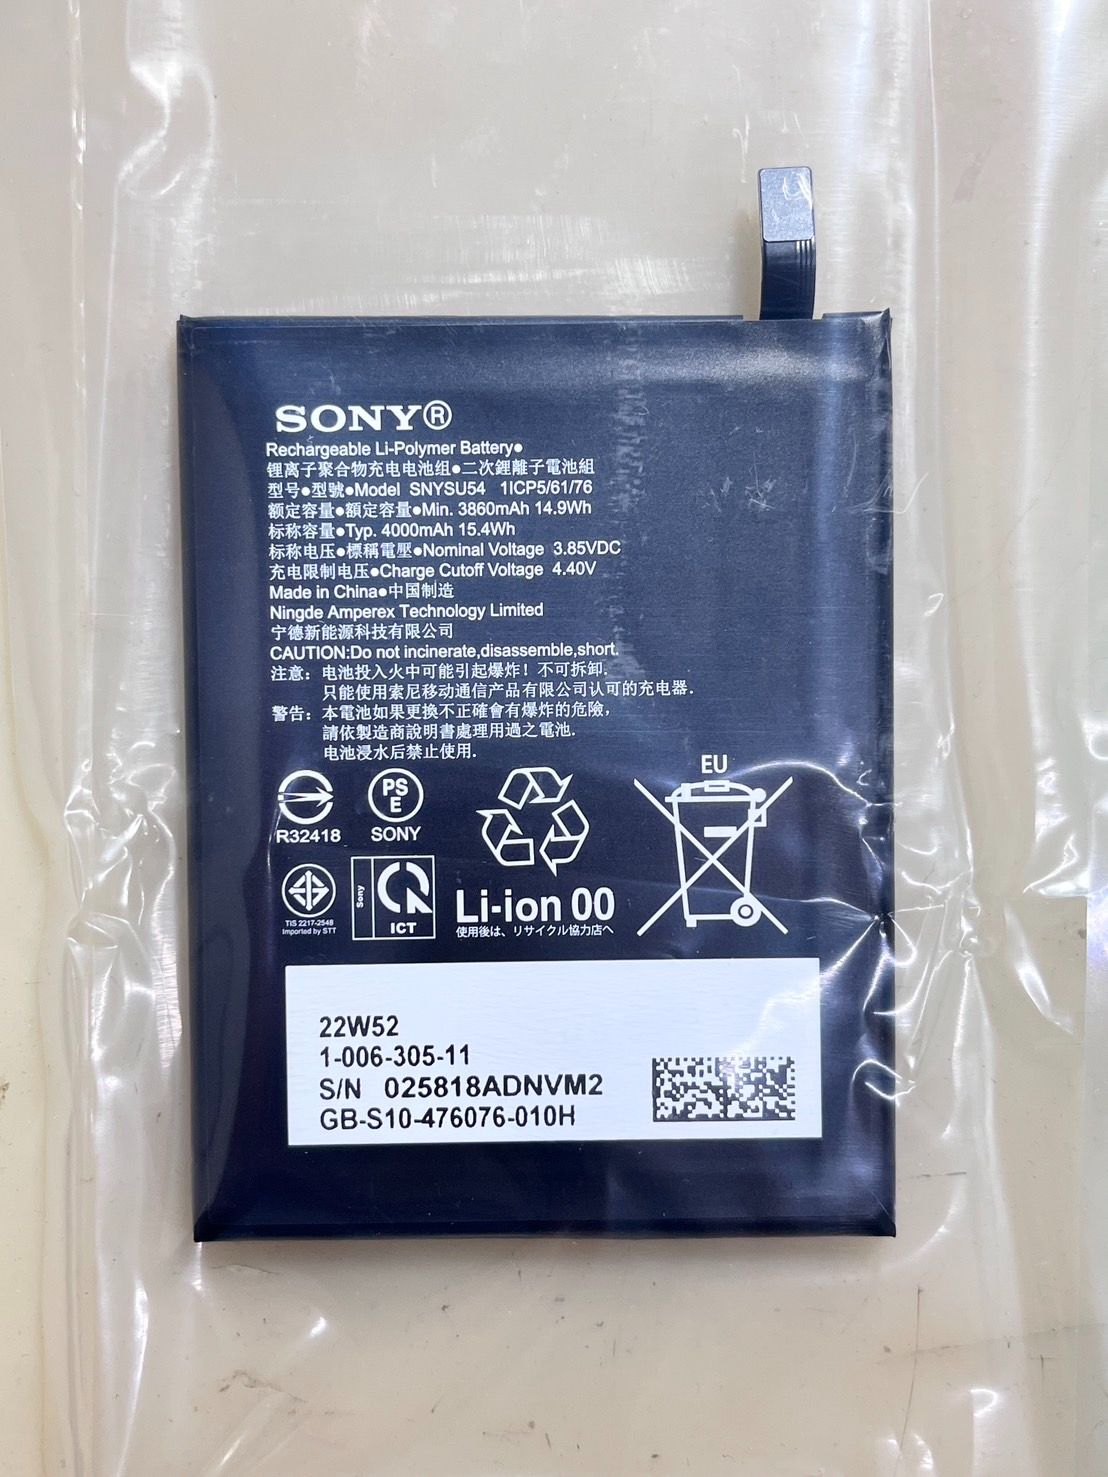 SONY®
Rechargeable Li-Polymer Battery●
锂离子聚合物充电电池组●二次鋰離子電池組
型号●型號●Model SNYSU54 1ICP5/61/76
额定容量●額定容量●Min. 3860mAh 14.9Wh
标称容量●Typ. 4000mAh 15.4Wh
标称电压●標稱電壓●Nominal Voltage 3.85VDC
充电限制电压●Charge Cutoff Voltage 4.40V
Made in China●中国制造
Ningde Amperex Technology Limited
宁德新能源科技有限公司
CAUTION:Do not incinerate,disassemble,short.
注意：电池投入火中可能引起爆炸！不可拆卸.
只能使用索尼移动通信产品有限公司认可的充电器.
警告：本電池如果更換不正確會有爆炸的危險，
請依製造商說明書處理用過之電池.
电池浸水后禁止使用.
R32418
PS
E
SONY
EU
TIS 2217-2548
Imported by STT
Sony
ICT
Li-ion 00
使用後は、リサイクル協力店へ
22W52
1-006-305-11
S/N 025818ADNVM2
GB-S10-476076-010H